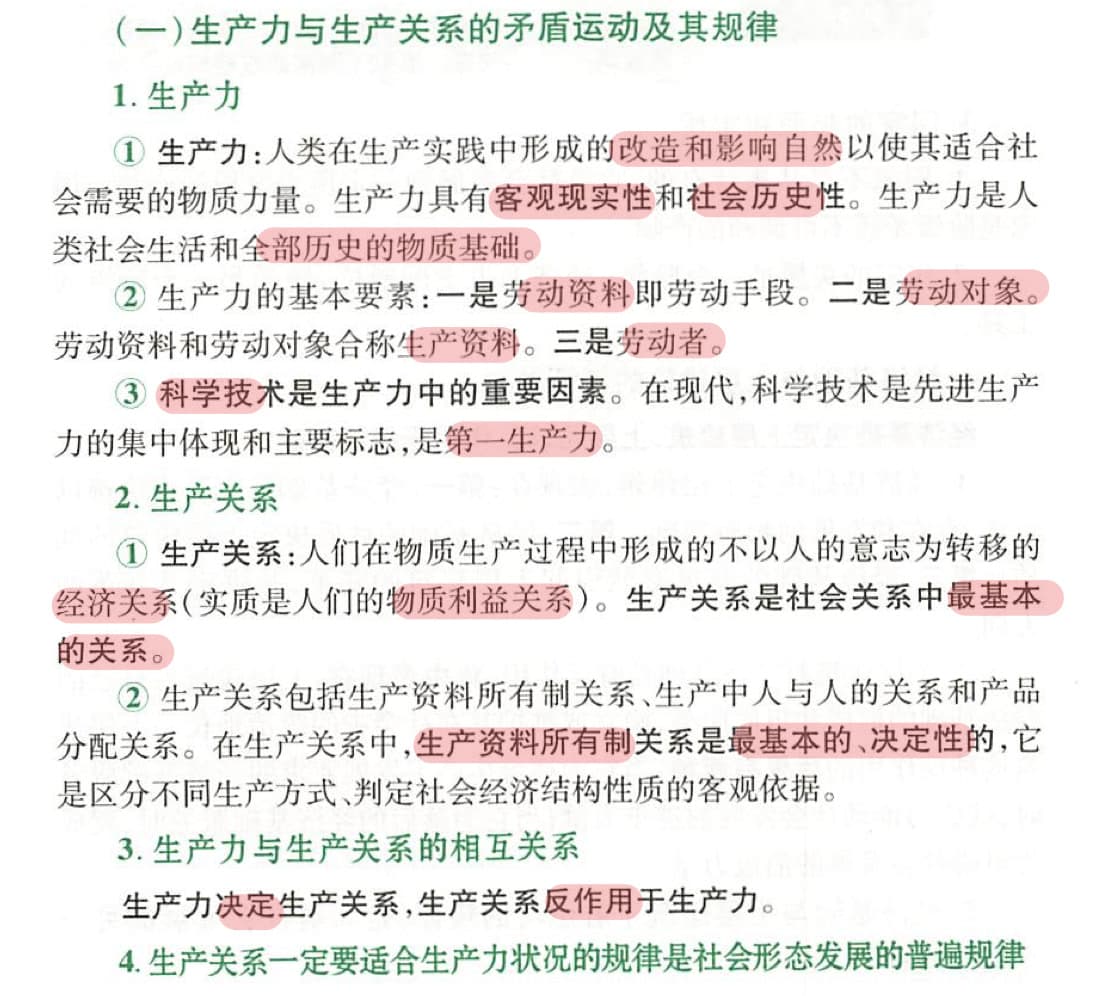 (一)生产力与生产关系的矛盾运动及其规律
1. 生产力
① 生产力:人类在生产实践中形成的改造和影响自然以使其适合社
会需要的物质力量。生产力具有客观现实性和社会历史性。生产力是人
类社会生活和全部历史的物质基础。
② 生产力的基本要素:一是劳动资料即劳动手段。二是劳动对象。
劳动资料和劳动对象合称生产资料。三是劳动者。
③ 科学技术是生产力中的重要因素。在现代,科学技术是先进生产
力的集中体现和主要标志,是第一生产力。
2. 生产关系
① 生产关系:人们在物质生产过程中形成的不以人的意志为转移的
经济关系(实质是人们的物质利益关系)。生产关系是社会关系中最基本
的关系。
② 生产关系包括生产资料所有制关系、生产中人与人的关系和产品
分配关系。在生产关系中,生产资料所有制关系是最基本的、决定性的,它
是区分不同生产方式、判定社会经济结构性质的客观依据。
3. 生产力与生产关系的相互关系
生产力决定生产关系,生产关系反作用于生产力。
4. 生产关系一定要适合生产力状况的规律是社会形态发展的普遍规律